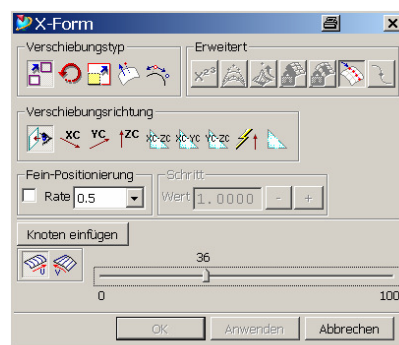 X-Form
Verschiebungstyp
Erweitert
Verschiebungsrichtung
XC YC ZC XC-ZC XC-YC YC-ZC
Fein-Positionierung
Schritt
Rate 0.5
Wert 1.0000 - +
Knoten einfügen
U V
36
0 100
OK Anwenden Abbrechen